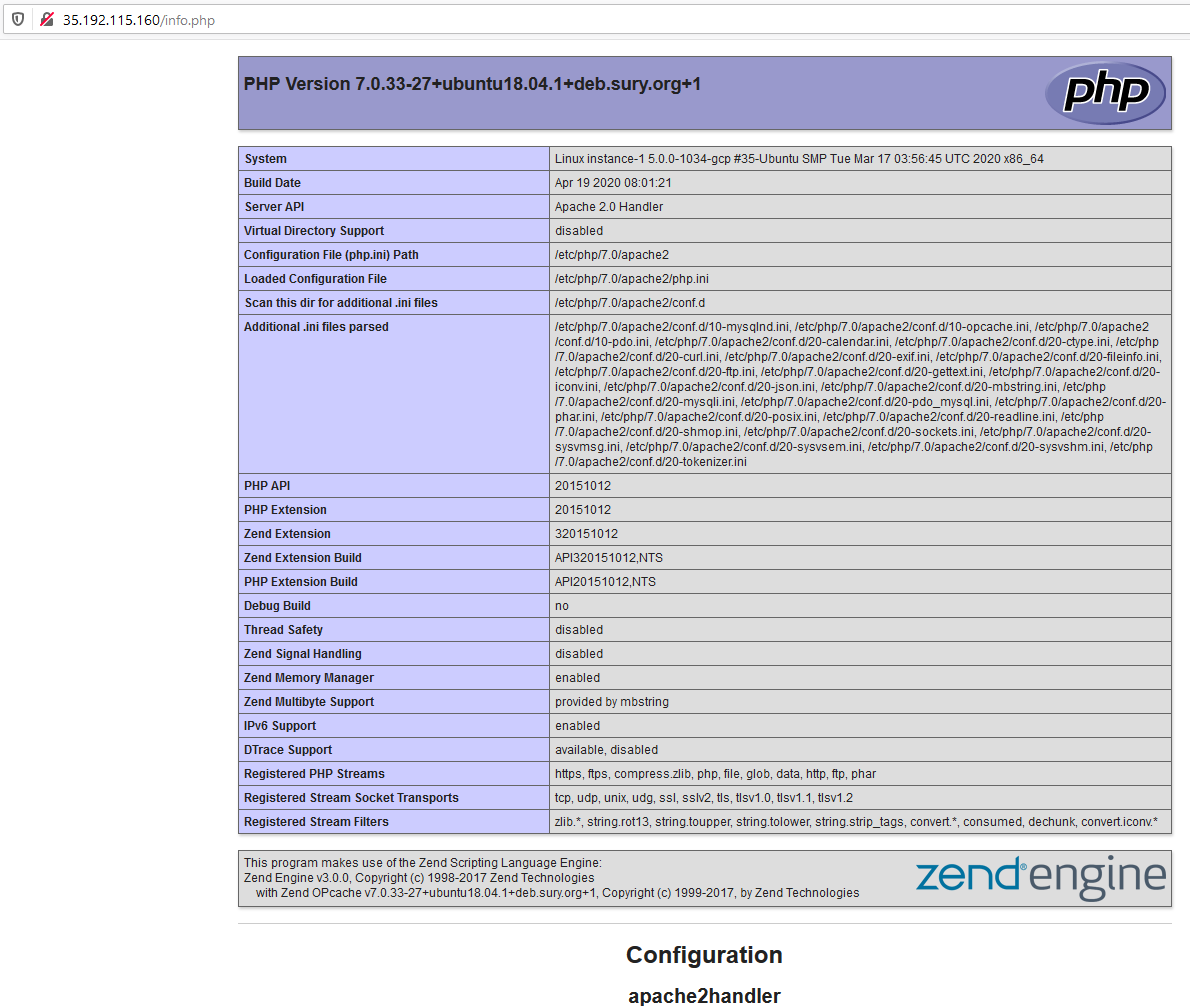 35.192.115.160/info.php
PHP Version 7.0.33-27+ubuntu18.04.1+deb.sury.org+1
php
System Linux instance-1 5.0.0-1034-gcp #35-Ubuntu SMP Tue Mar 17 03:56:45 UTC 2020 x86_64
Build Date Apr 19 2020 08:01:21
Server API Apache 2.0 Handler
Virtual Directory Support disabled
Configuration File (php.ini) Path /etc/php/7.0/apache2
Loaded Configuration File /etc/php/7.0/apache2/php.ini
Scan this dir for additional .ini files /etc/php/7.0/apache2/conf.d
Additional .ini files parsed /etc/php/7.0/apache2/conf.d/10-mysqlnd.ini, /etc/php/7.0/apache2/conf.d/10-opcache.ini, /etc/php/7.0/apache2
/conf.d/10-pdo.ini, /etc/php/7.0/apache2/conf.d/20-calendar.ini, /etc/php/7.0/apache2/conf.d/20-ctype.ini, /etc/php
/7.0/apache2/conf.d/20-curl.ini, /etc/php/7.0/apache2/conf.d/20-exif.ini, /etc/php/7.0/apache2/conf.d/20-fileinfo.ini,
/etc/php/7.0/apache2/conf.d/20-ftp.ini, /etc/php/7.0/apache2/conf.d/20-gettext.ini, /etc/php/7.0/apache2/conf.d/20-
iconv.ini, /etc/php/7.0/apache2/conf.d/20-json.ini, /etc/php/7.0/apache2/conf.d/20-mbstring.ini, /etc/php
/7.0/apache2/conf.d/20-mysqli.ini, /etc/php/7.0/apache2/conf.d/20-pdo_mysql.ini, /etc/php/7.0/apache2/conf.d/20-
phar.ini, /etc/php/7.0/apache2/conf.d/20-posix.ini, /etc/php/7.0/apache2/conf.d/20-readline.ini, /etc/php
/7.0/apache2/conf.d/20-shmop.ini, /etc/php/7.0/apache2/conf.d/20-sockets.ini, /etc/php/7.0/apache2/conf.d/20-
sysvmsg.ini, /etc/php/7.0/apache2/conf.d/20-sysvsem.ini, /etc/php/7.0/apache2/conf.d/20-sysvshm.ini, /etc/php
/7.0/apache2/conf.d/20-tokenizer.ini
PHP API 20151012
PHP Extension 20151012
Zend Extension 320151012
Zend Extension Build API320151012,NTS
PHP Extension Build API20151012,NTS
Debug Build no
Thread Safety disabled
Zend Signal Handling disabled
Zend Memory Manager enabled
Zend Multibyte Support provided by mbstring
IPv6 Support enabled
DTrace Support available, disabled
Registered PHP Streams https, ftps, compress.zlib, php, file, glob, data, http, ftp, phar
Registered Stream Socket Transports tcp, udp, unix, udg, ssl, sslv2, tls, tlsv1.0, tlsv1.1, tlsv1.2
Registered Stream Filters zlib.*, string.rot13, string.toupper, string.tolower, string.strip_tags, convert.*, consumed, dechunk, convert.iconv.*
This program makes use of the Zend Scripting Language Engine:
Zend Engine v3.0.0, Copyright (c) 1998-2017 Zend Technologies
with Zend OPcache v7.0.33-27+ubuntu18.04.1+deb.sury.org+1, Copyright (c) 1999-2017, by Zend Technologies
zend® engine
Configuration
apache2handler